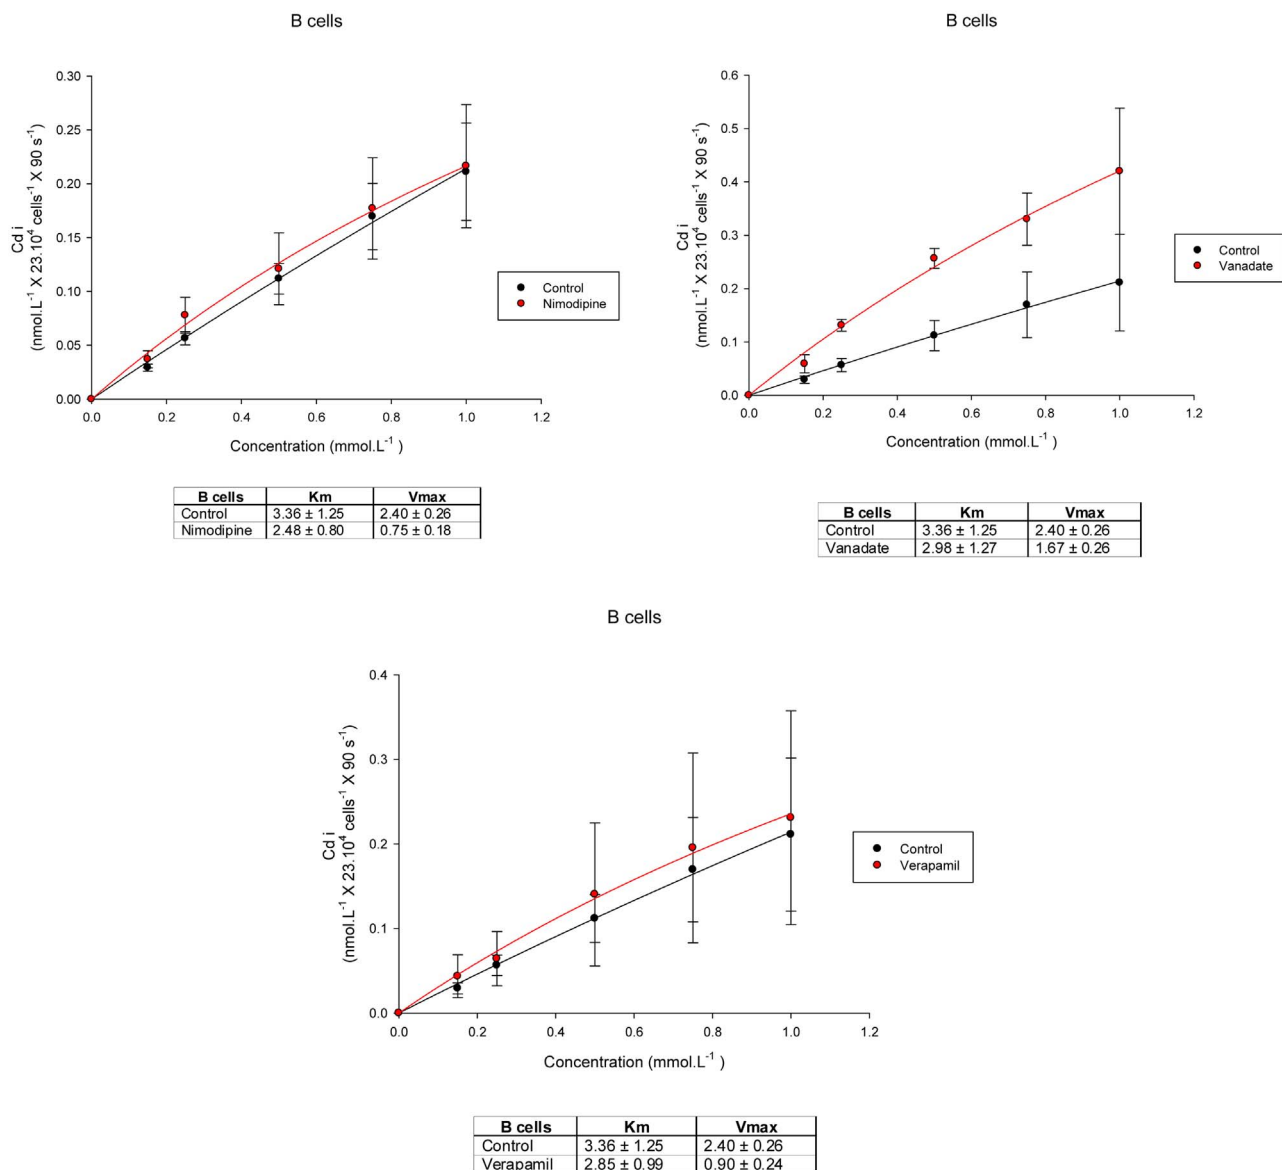 B cells
0.30
0.25
0.20
0.15
0.10
0.05
0.00
Cd i
(nmol.L⁻¹ X 23.10⁴ cells⁻¹ X 90 s⁻¹)
0.0 0.2 0.4 0.6 0.8 1.0 1.2
Concentration (mmol.L⁻¹ )
Control
Nimodipine
B cells Km Vmax
Control 3.36 ± 1.25 2.40 ± 0.26
Nimodipine 2.48 ± 0.80 0.75 ± 0.18
B cells
0.6
0.5
0.4
0.3
0.2
0.1
0.0
Cd i
(nmol.L⁻¹ X 23.10⁴ cells⁻¹ X 90 s⁻¹)
0.0 0.2 0.4 0.6 0.8 1.0 1.2
Concentration (mmol.L⁻¹ )
Control
Vanadate
B cells Km Vmax
Control 3.36 ± 1.25 2.40 ± 0.26
Vanadate 2.98 ± 1.27 1.67 ± 0.26
B cells
0.4
0.3
0.2
0.1
0.0
Cd i
(nmol.L⁻¹ X 23.10⁴ cells⁻¹ X 90 s⁻¹)
0.0 0.2 0.4 0.6 0.8 1.0 1.2
Concentration (mmol.L⁻¹ )
Control
Verapamil
B cells Km Vmax
Control 3.36 ± 1.25 2.40 ± 0.26
Verapamil 2.85 ± 0.99 0.90 ± 0.24